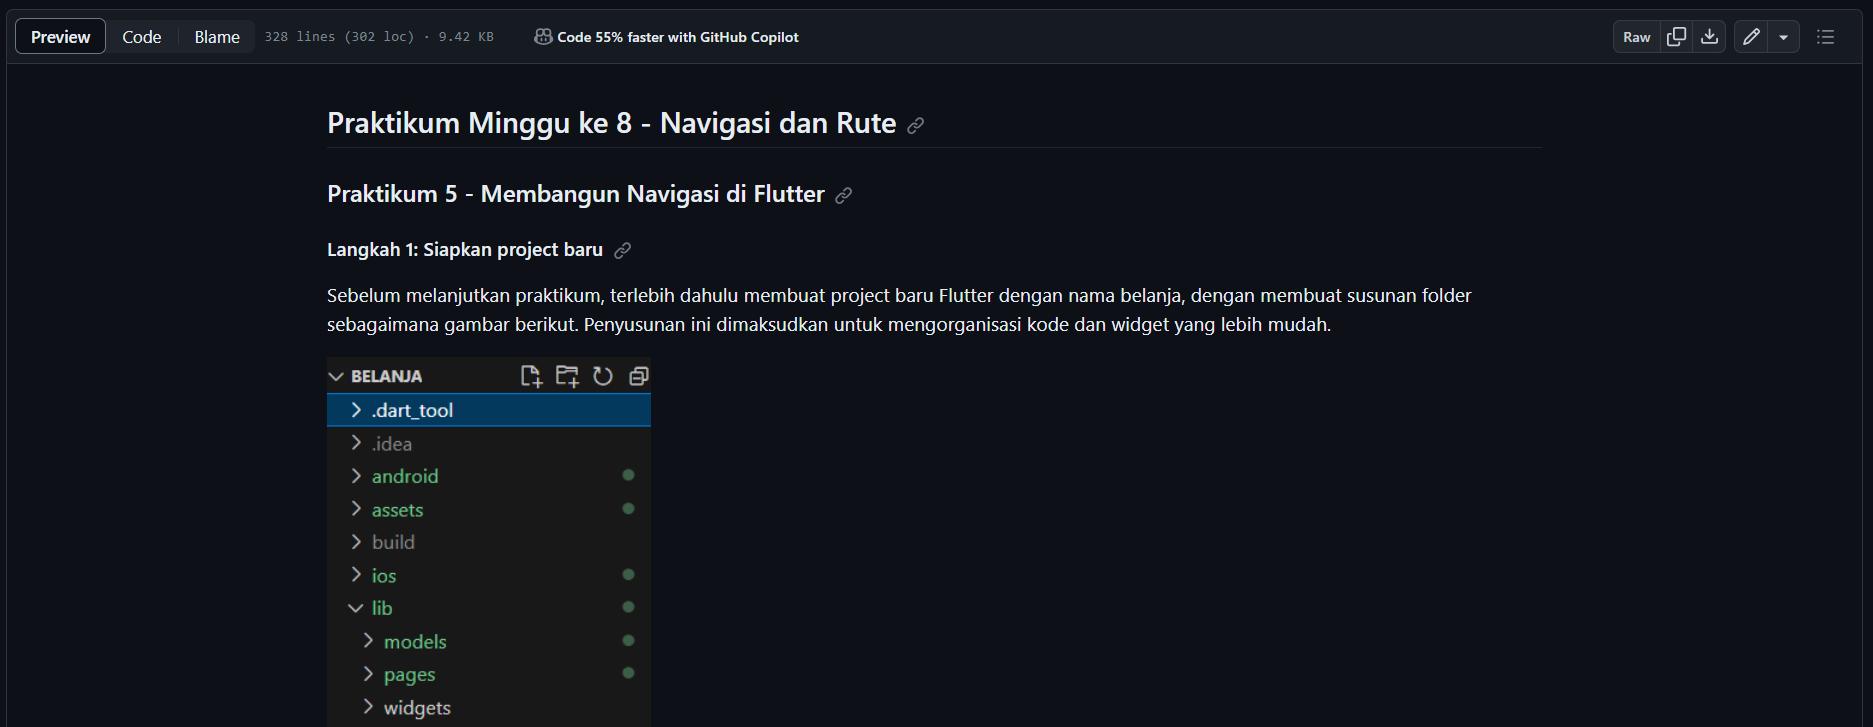 Preview Code Blame 328 lines (302 loc) · 9.42 KB Code 55% faster with GitHub Copilot Raw
Praktikum Minggu ke 8 - Navigasi dan Rute
Praktikum 5 - Membangun Navigasi di Flutter
Langkah 1: Siapkan project baru
Sebelum melanjutkan praktikum, terlebih dahulu membuat project baru Flutter dengan nama belanja, dengan membuat susunan folder
sebagaimana gambar berikut. Penyusunan ini dimaksudkan untuk mengorganisasi kode dan widget yang lebih mudah.
BELANJA
.dart_tool
.idea
android
assets
build
ios
lib
models
pages
widgets